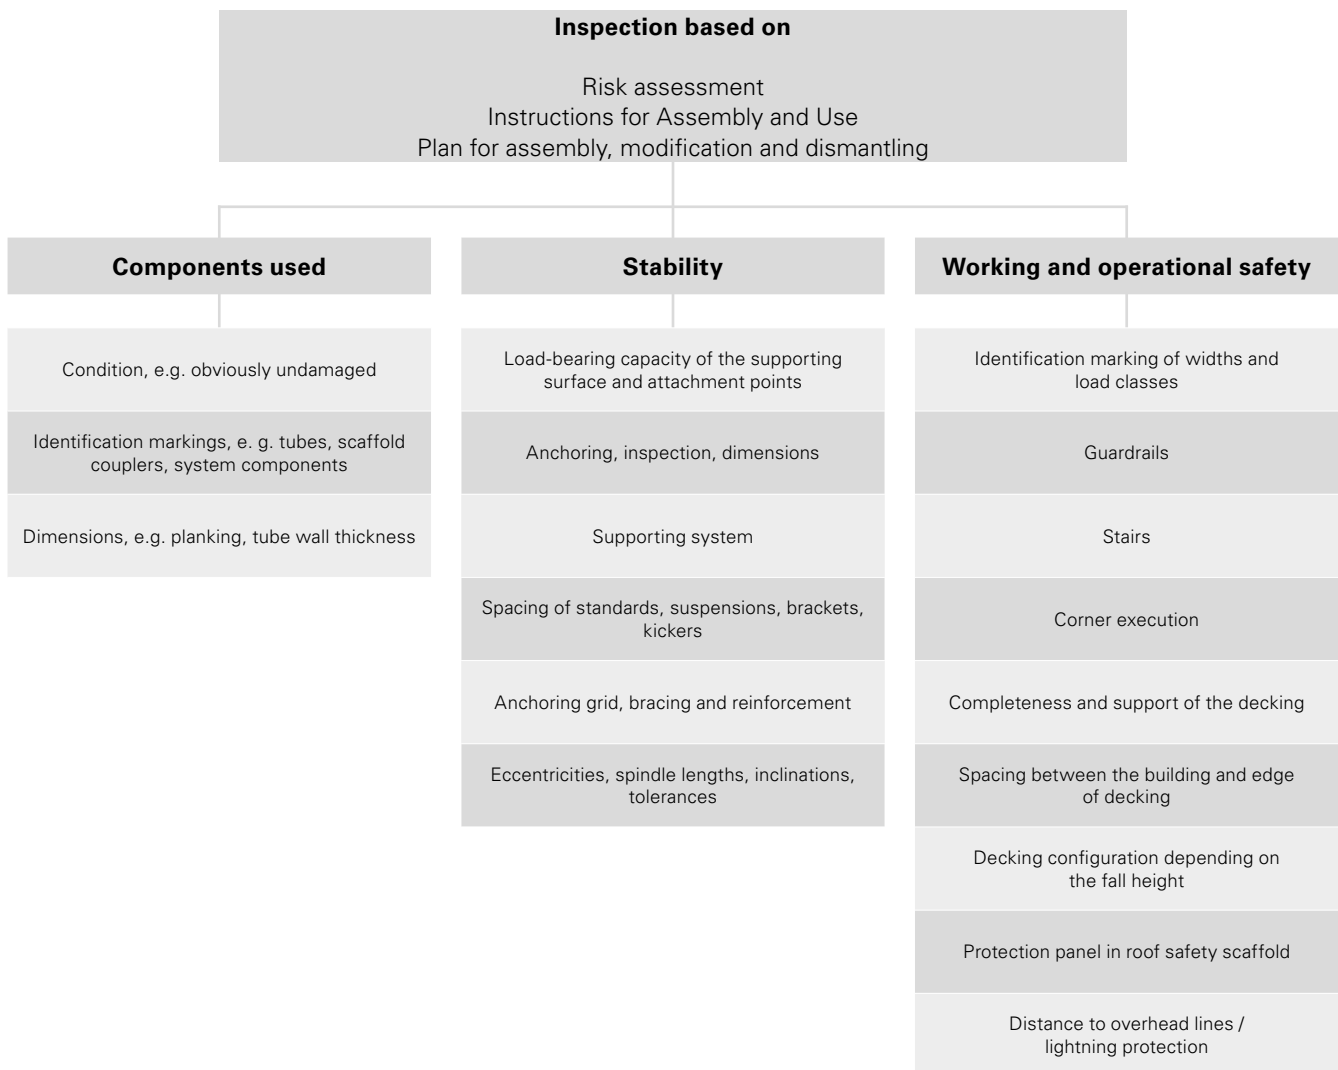 Inspection based on
Risk assessment
Instructions for Assembly and Use
Plan for assembly, modification and dismantling
Components used
Condition, e.g. obviously undamaged
Identification markings, e. g. tubes, scaffold
couplers, system components
Dimensions, e.g. planking, tube wall thickness
Stability
Load-bearing capacity of the supporting
surface and attachment points
Anchoring, inspection, dimensions
Supporting system
Spacing of standards, suspensions, brackets,
kickers
Anchoring grid, bracing and reinforcement
Eccentricities, spindle lengths, inclinations,
tolerances
Working and operational safety
Identification marking of widths and
load classes
Guardrails
Stairs
Corner execution
Completeness and support of the decking
Spacing between the building and edge
of decking
Decking configuration depending on
the fall height
Protection panel in roof safety scaffold
Distance to overhead lines /
lightning protection